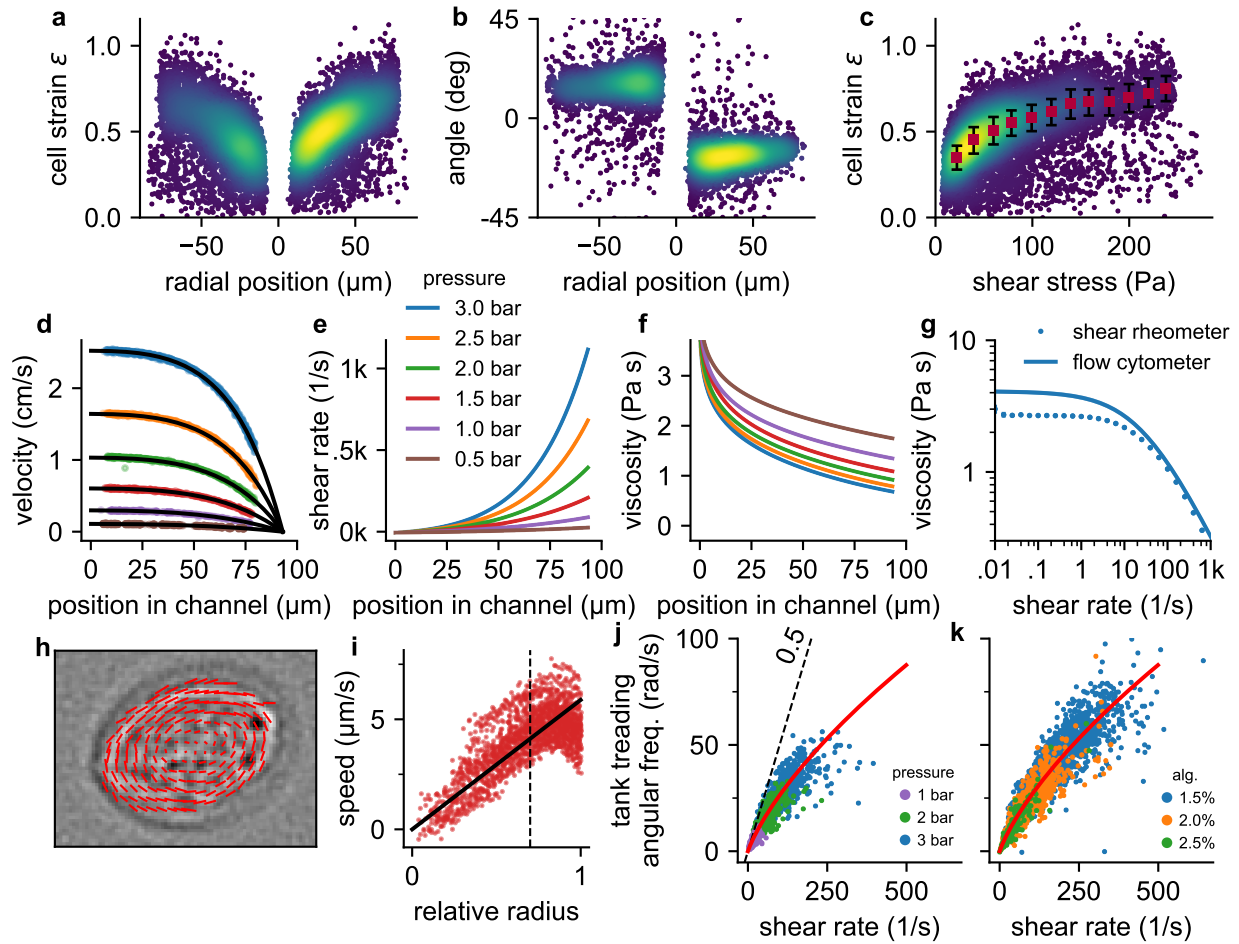 a
b
c
cell strain ε
1.0
0.5
0.0
−50
0
50
radial position (μm)
angle (deg)
45
0
-45
−50
0
50
radial position (μm)
cell strain ε
1.0
0.5
0.0
0
100
200
shear stress (Pa)
pressure
3.0 bar
2.5 bar
2.0 bar
1.5 bar
1.0 bar
0.5 bar
d
e
f
g
velocity (cm/s)
2
1
0
0
25
50
75
100
position in channel (μm)
shear rate (1/s)
1k
.5k
0k
0
25
50
75
100
position in channel (μm)
viscosity (Pa s)
3
2
1
0
0
25
50
75
100
position in channel (μm)
shear rheometer
flow cytometer
viscosity (Pa s)
10
1
.01
.1
1
10
100
1k
shear rate (1/s)
h
i
j
k
speed (μm/s)
5
0
0
1
relative radius
tank treading
angular freq. (rad/s)
100
50
0
0.5
pressure
1 bar
2 bar
3 bar
0
250
500
shear rate (1/s)
alg.
1.5%
2.0%
2.5%
0
250
500
shear rate (1/s)